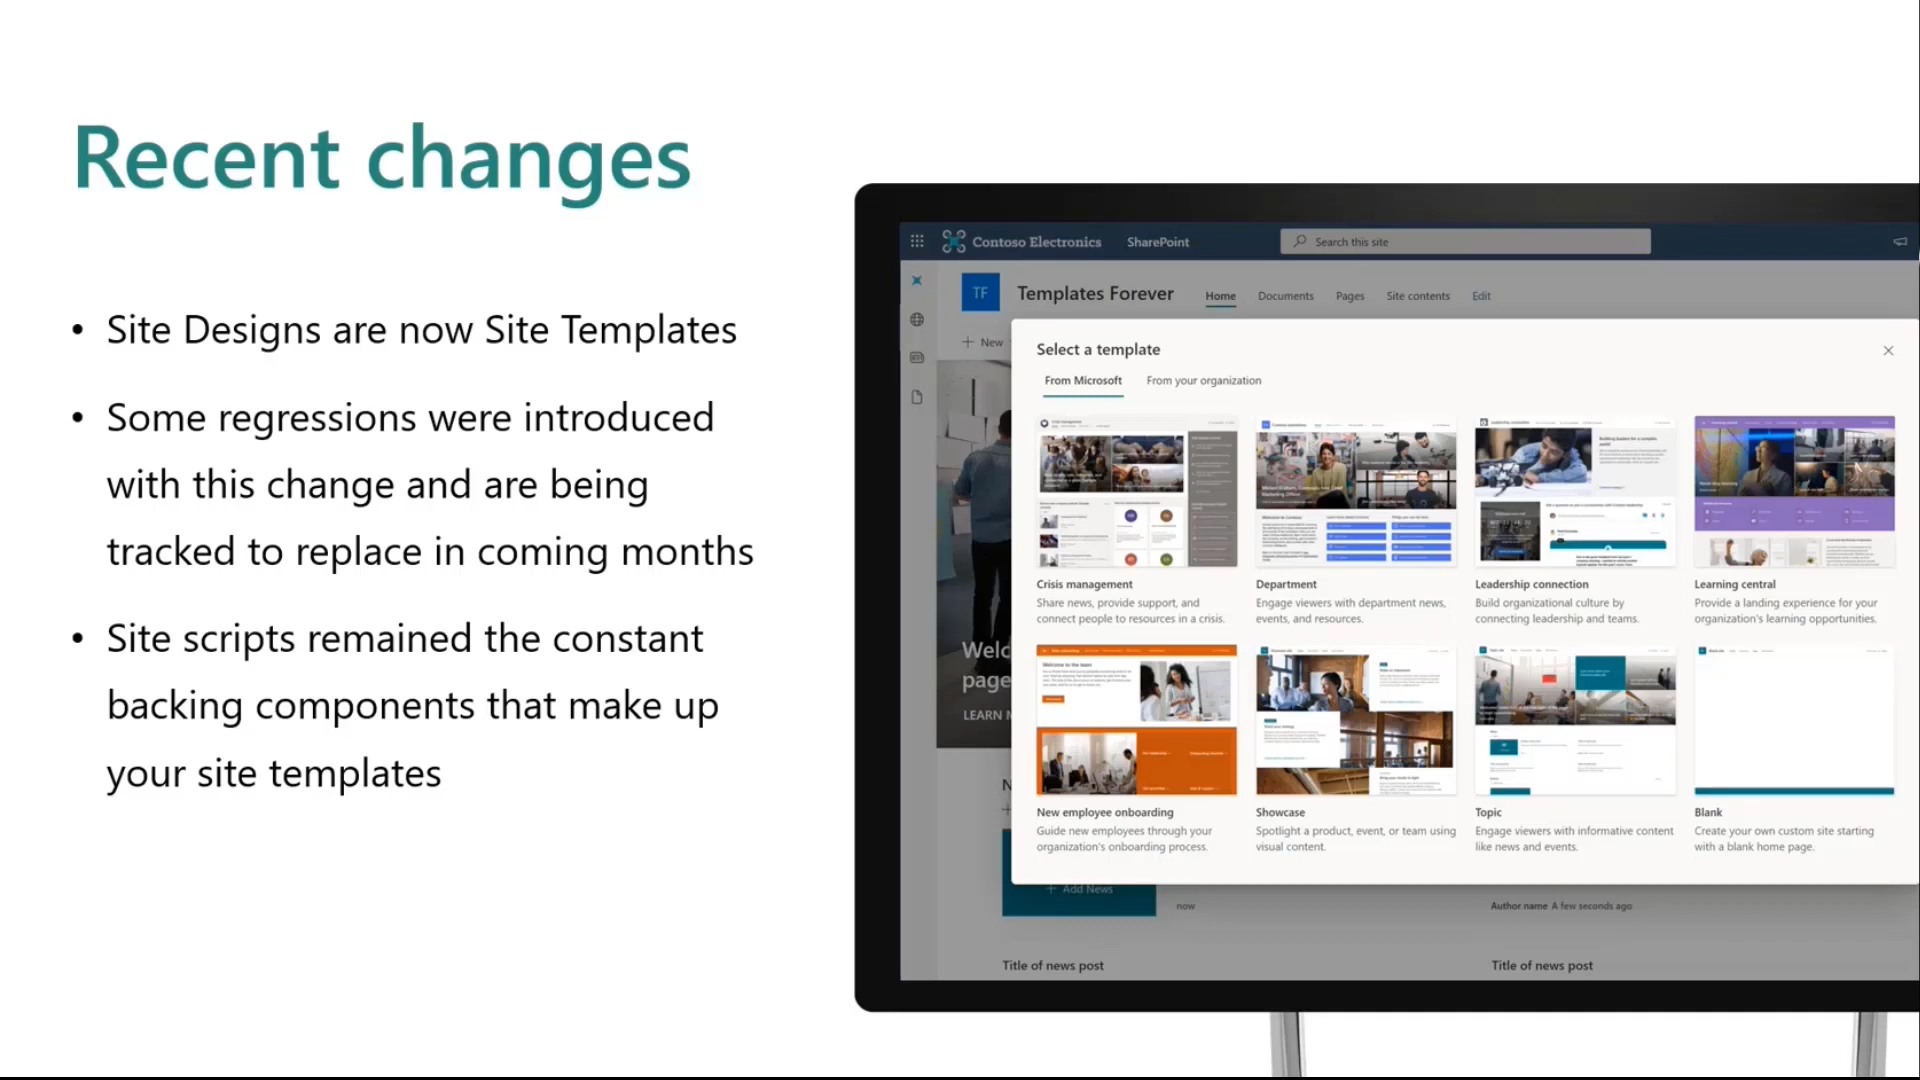 Recent changes
• Site Designs are now Site Templates
• Some regressions were introduced
with this change and are being
tracked to replace in coming months
• Site scripts remained the constant
backing components that make up
your site templates
Contoso Electronics SharePoint Search this site
TF Templates Forever Home Documents Pages Site contents Edit
+ New
Select a template
From Microsoft From your organization
Crisis management
Share news, provide support, and
connect people to resources in a crisis.
Department
Engage viewers with department news,
events, and resources.
Leadership connection
Build organizational culture by
connecting leadership and teams.
Learning central
Provide a landing experience for your
organization's learning opportunities.
Welcome to the team
New employee onboarding
Guide new employees through your
organization's onboarding process.
Showcase
Spotlight a product, event, or team using
visual content.
Topic
Engage viewers with informative content
like news and events.
Blank
Create your own custom site starting
with a blank home page.
Welc
page
LEARN M
N
+ Add News
now
Author name A few seconds ago
Title of news post
Title of news post